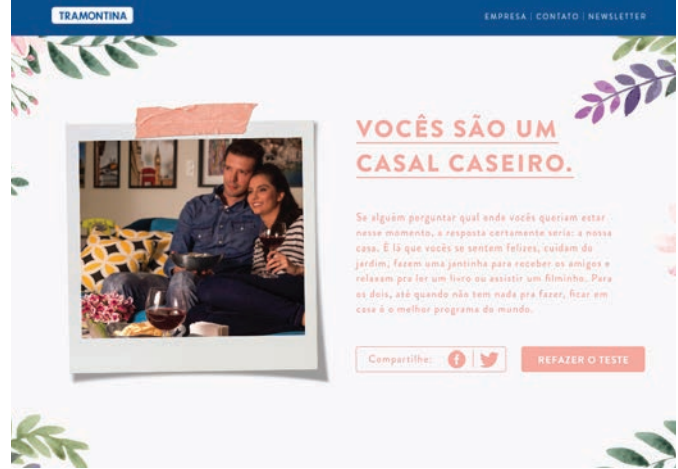 TRAMONTINA
EMPRESA | CONTATO | NEWSLETTER
VOCÊS SÃO UM
CASAL CASEIRO.
Se alguém perguntar qual onde vocês queriam estar
nesse momento, a resposta certamente seria: a nossa
casa. É lá que vocês se sentem felizes, cuidam do
jardim, fazem uma jantinha para receber os amigos e
relaxam pra ler um livro ou assistir um filminho. Para
os dois, até quando não tem nada pra fazer, ficar em
casa é o melhor programa do mundo.
Compartilhe:
REFAZER O TESTE